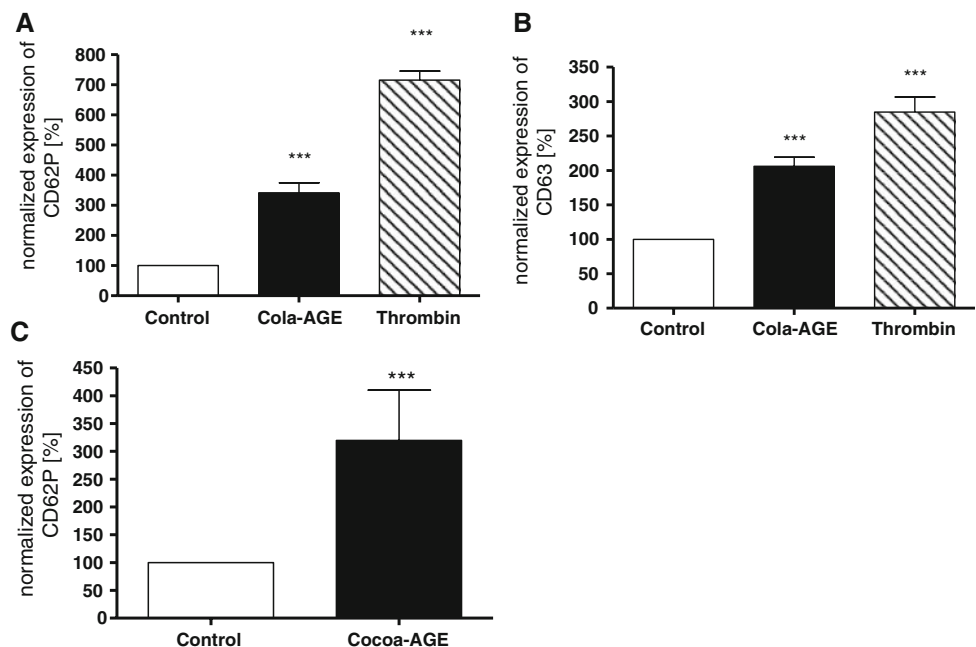 A
normalized expression of
CD62P [%]
800
700
600
500
400
300
200
100
0
***
***
Control
Cola-AGE
Thrombin
B
normalized expression of
CD63 [%]
350
300
250
200
150
100
50
0
***
***
Control
Cola-AGE
Thrombin
C
normalized expression of
CD62P [%]
450
400
350
300
250
200
150
100
50
0
***
Control
Cocoa-AGE